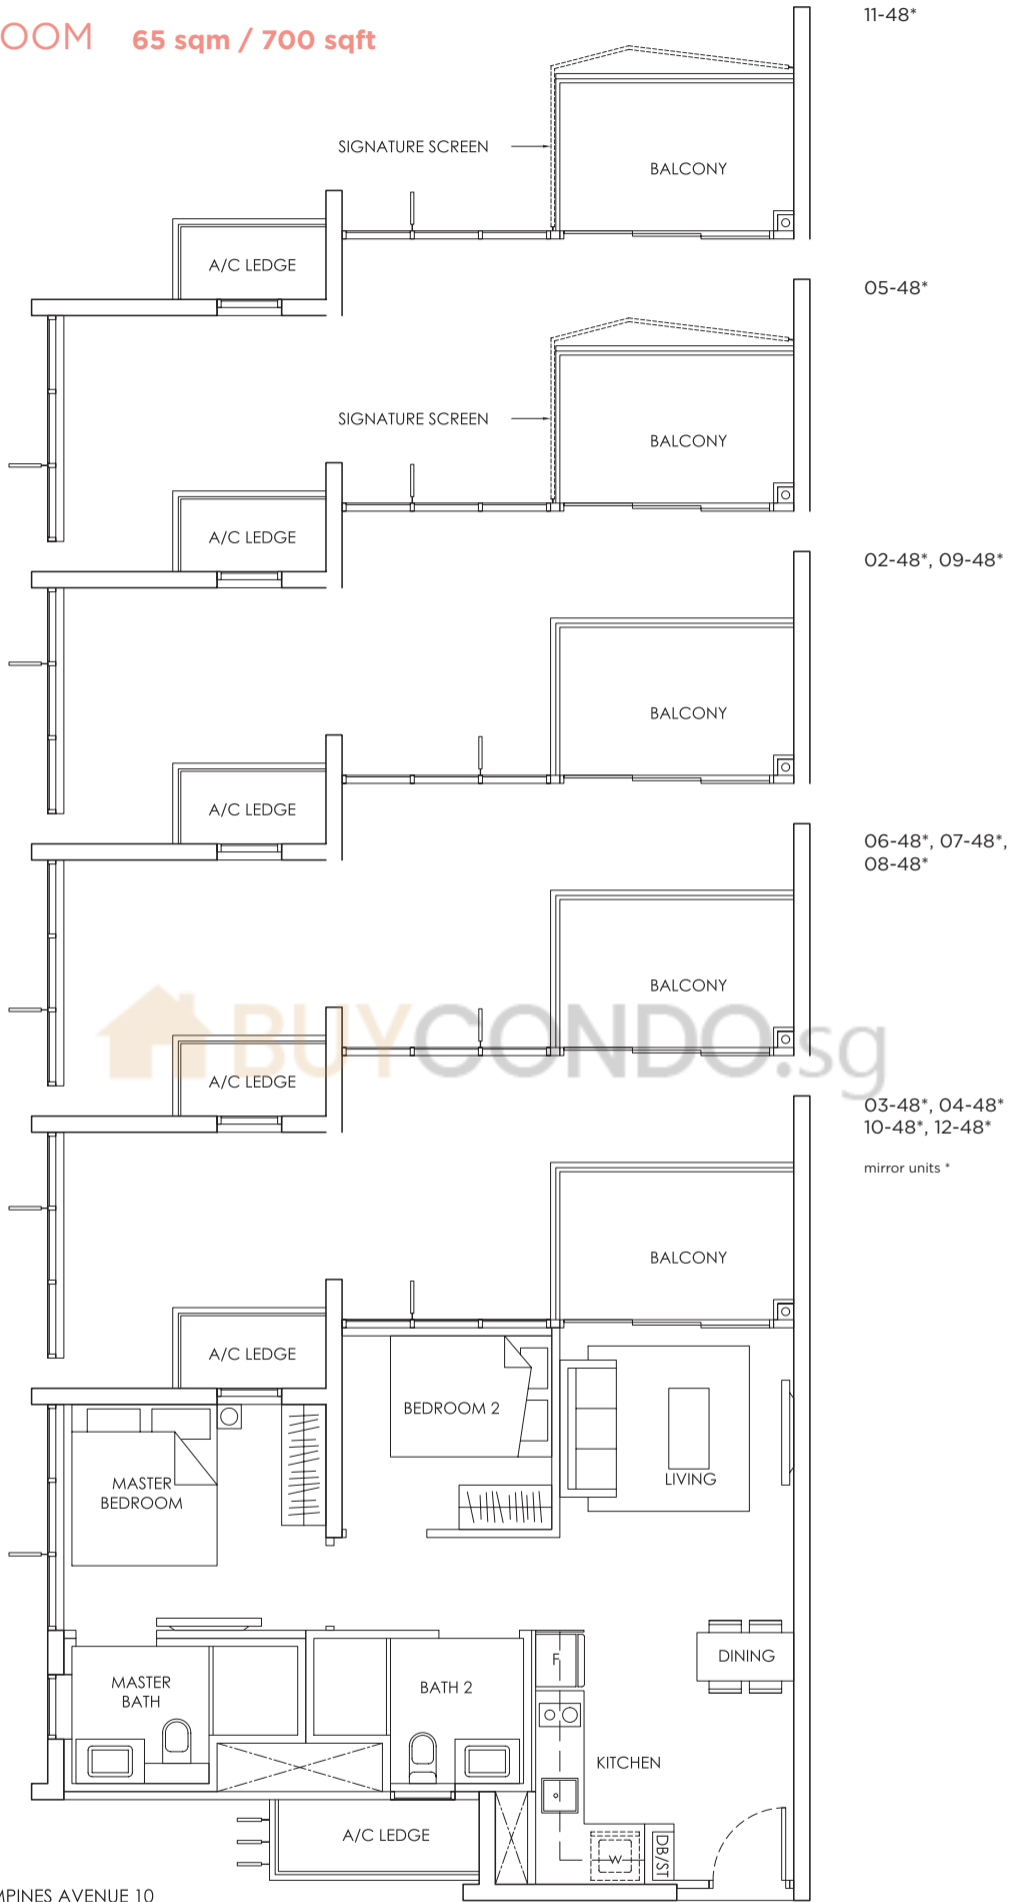 OOM 65 sqm / 700 sqft
11-48*
SIGNATURE SCREEN
BALCONY
A/C LEDGE
05-48*
SIGNATURE SCREEN
BALCONY
A/C LEDGE
02-48*, 09-48*
BALCONY
A/C LEDGE
06-48*, 07-48*,
08-48*
BALCONY
BUYCONDO.sg
A/C LEDGE
03-48*, 04-48*
10-48*, 12-48*
mirror units *
BALCONY
A/C LEDGE
BEDROOM 2
LIVING
MASTER
BEDROOM
F
DINING
MASTER
BATH
BATH 2
KITCHEN
A/C LEDGE
W
DB/ST
MPINES AVENUE 10